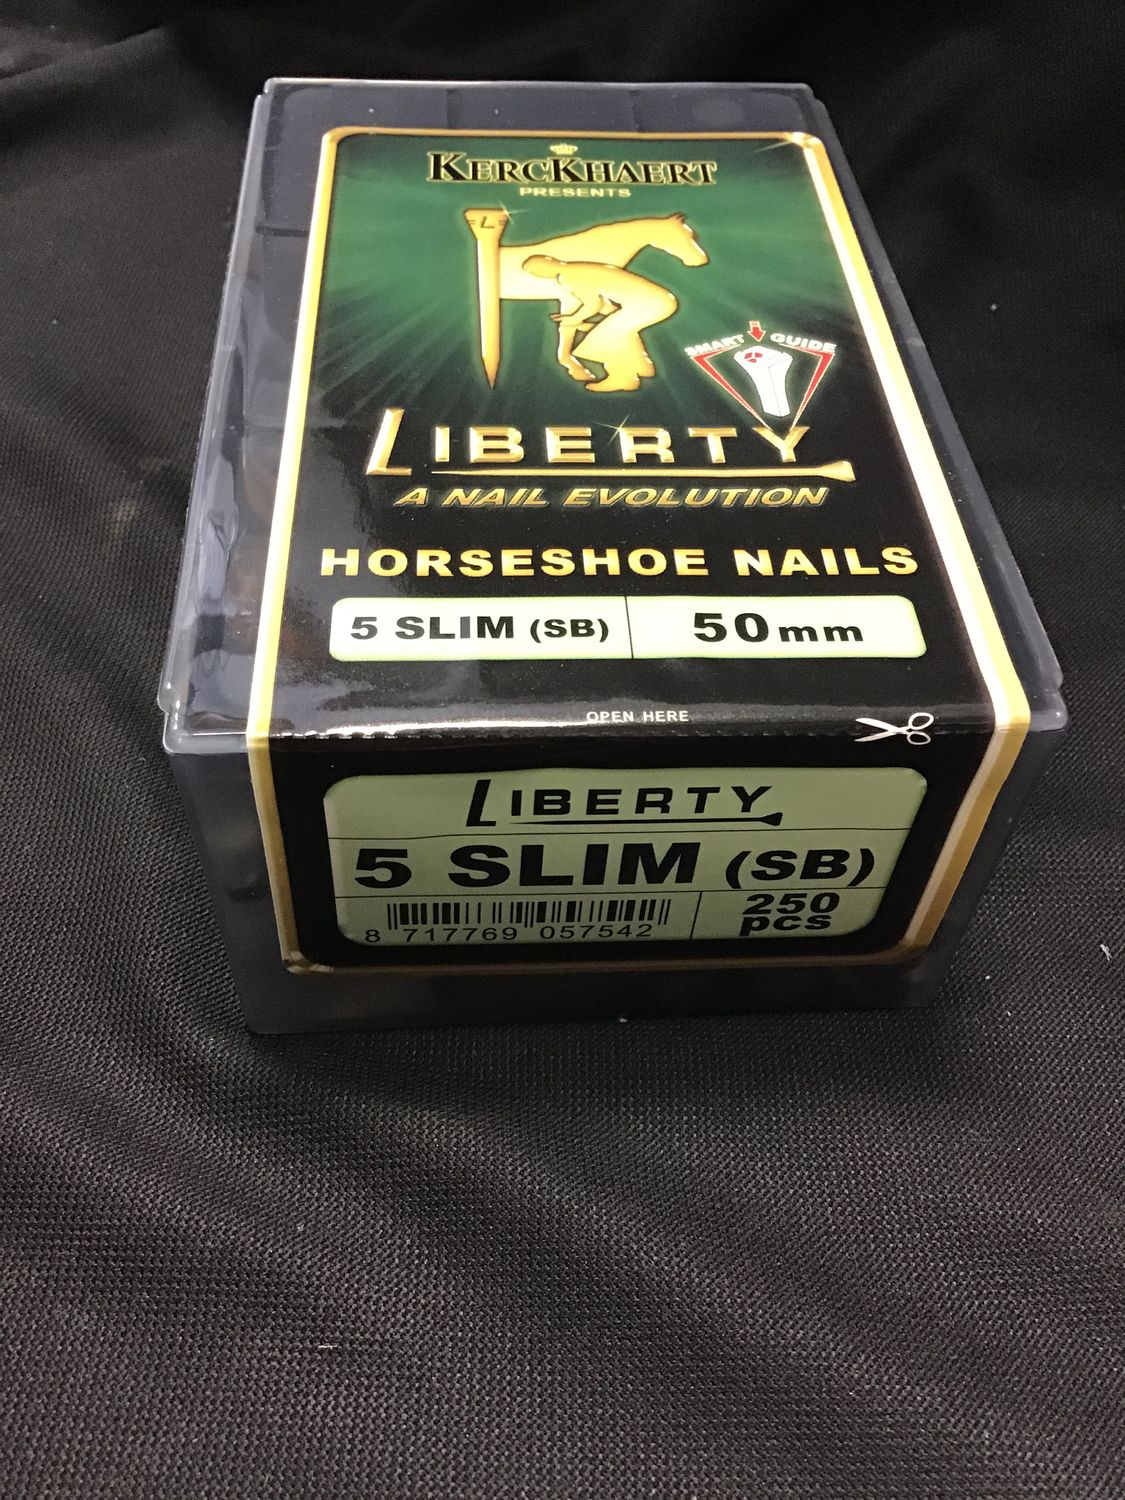 KERCKHAERT
PRESENTS
L
SMART GUIDE
LIBERTY
A NAIL EVOLUTION
HORSESHOE NAILS
5 SLIM (SB) 50mm
OPEN HERE
LIBERTY
5 SLIM (SB)
250
pcs
8 717769 057542